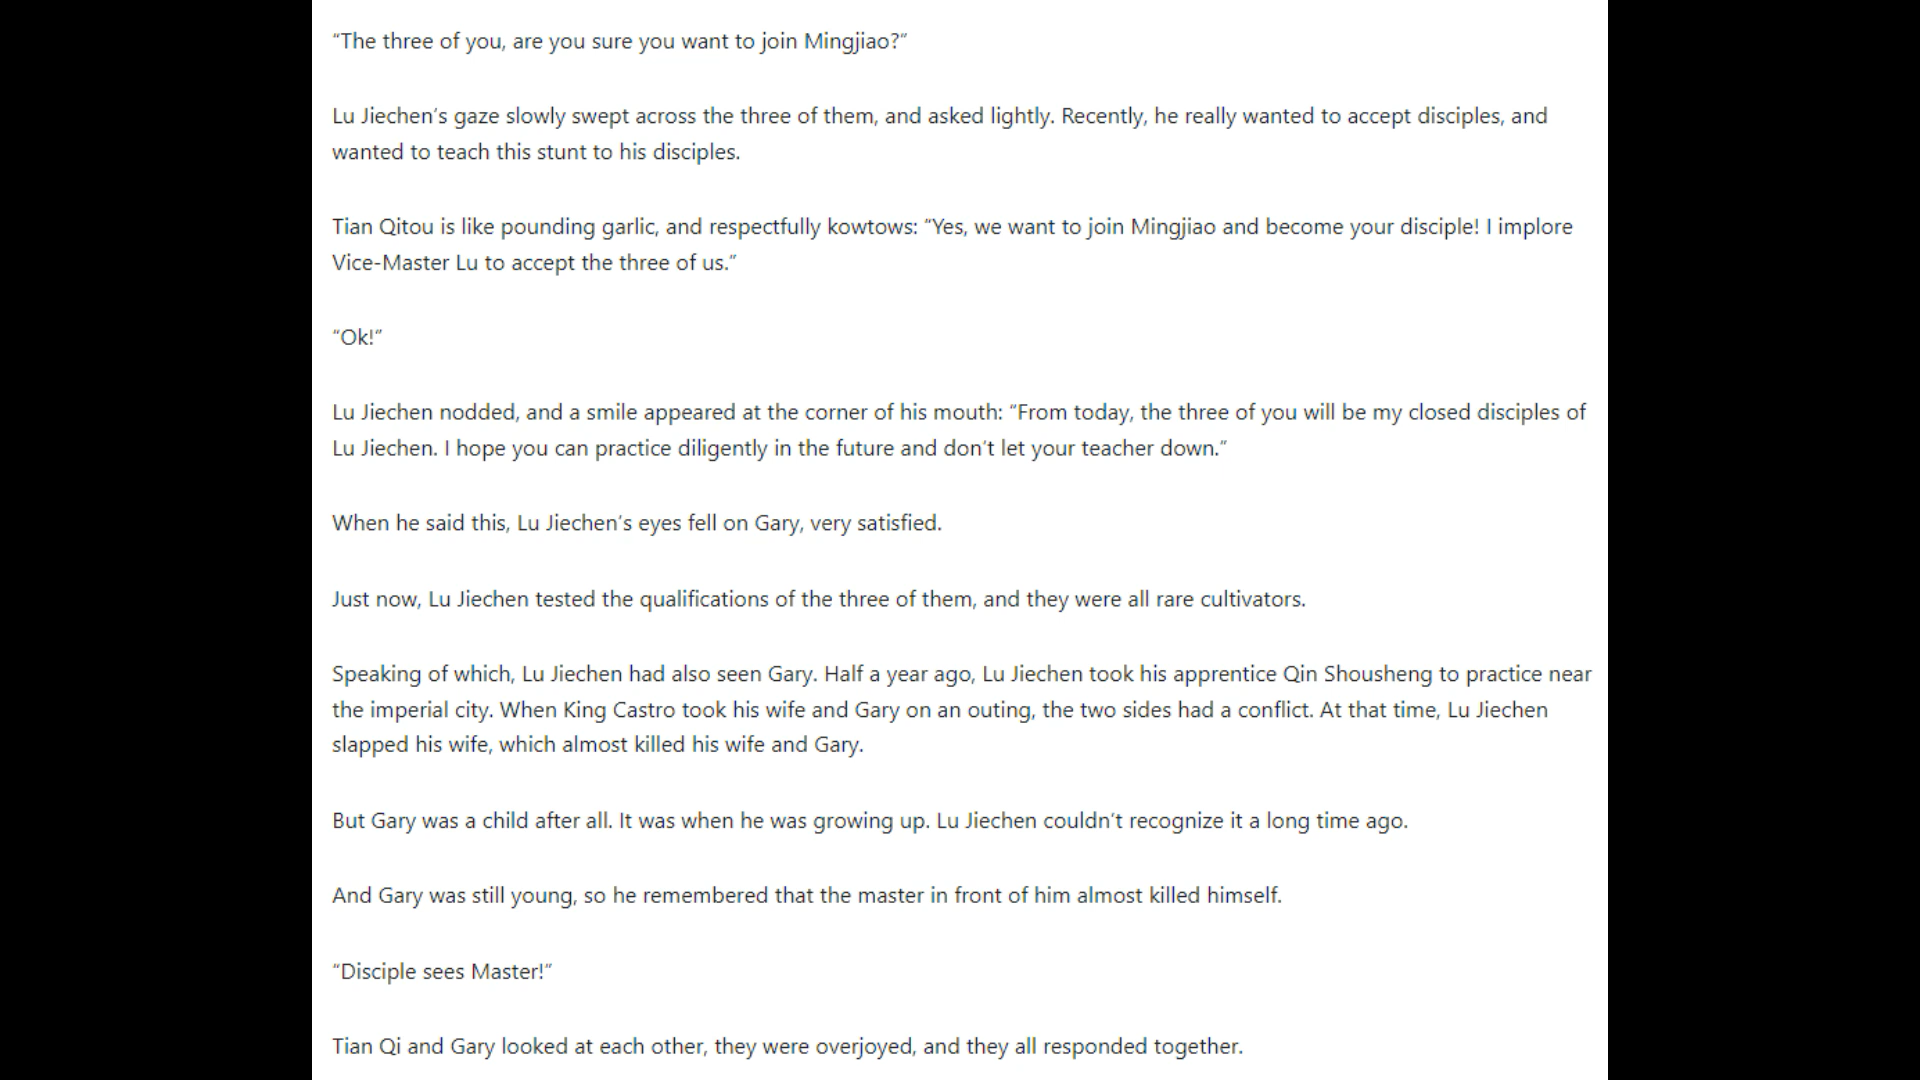 “The three of you, are you sure you want to join Mingjiao?”
Lu Jiechen’s gaze slowly swept across the three of them, and asked lightly. Recently, he really wanted to accept disciples, and
wanted to teach this stunt to his disciples.
Tian Qitou is like pounding garlic, and respectfully kowtows: “Yes, we want to join Mingjiao and become your disciple! I implore
Vice-Master Lu to accept the three of us.”
“Ok!”
Lu Jiechen nodded, and a smile appeared at the corner of his mouth: “From today, the three of you will be my closed disciples of
Lu Jiechen. I hope you can practice diligently in the future and don’t let your teacher down.”
When he said this, Lu Jiechen’s eyes fell on Gary, very satisfied.
Just now, Lu Jiechen tested the qualifications of the three of them, and they were all rare cultivators.
Speaking of which, Lu Jiechen had also seen Gary. Half a year ago, Lu Jiechen took his apprentice Qin Shousheng to practice near
the imperial city. When King Castro took his wife and Gary on an outing, the two sides had a conflict. At that time, Lu Jiechen
slapped his wife, which almost killed his wife and Gary.
But Gary was a child after all. It was when he was growing up. Lu Jiechen couldn’t recognize it a long time ago.
And Gary was still young, so he remembered that the master in front of him almost killed himself.
“Disciple sees Master!”
Tian Qi and Gary looked at each other, they were overjoyed, and they all responded together.